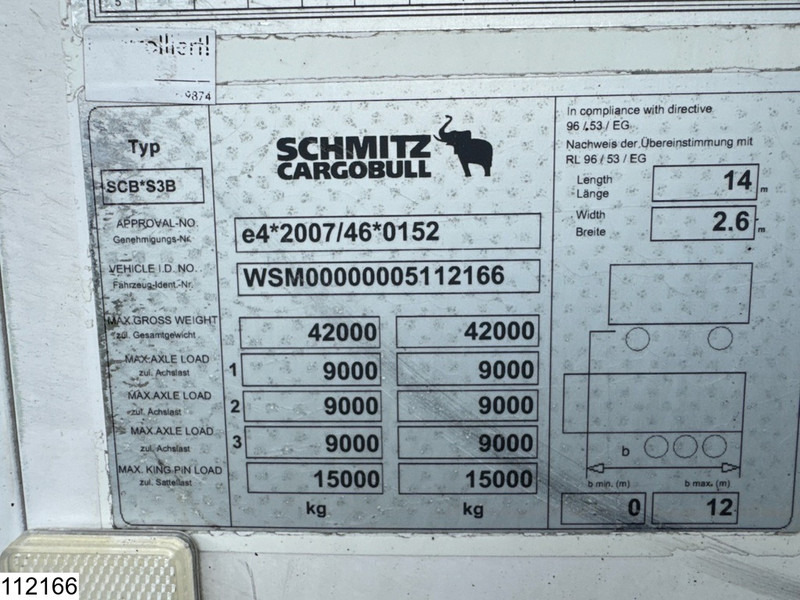 5
9874
Typ
SCB*S3B
SCHMITZ
CARGOBULL
APPROVAL-NO.
Genehmigungs-Nr.
e4*2007/46*0152
VEHICLE I.D. NO.
Fahrzeug-Ident.-Nr.
WSM00000005112166
MAX.GROSS WEIGHT
zul. Gesamtgewicht
42000 42000
MAX.AXLE LOAD
zul. Achslast
1 9000 9000
MAX.AXLE LOAD
zul. Achslast
2 9000 9000
MAX.AXLE LOAD
zul. Achslast
3 9000 9000
MAX. KING PIN LOAD
zul. Sattellast
15000 15000
kg kg
In compliance with directive
96 / 53 / EG
Nachweis der Übereinstimmung mit
RL 96 / 53 / EG
Length
Länge
14 m
Width
Breite
2.6 m
b
b min. (m) b max. (m)
0 12
112166